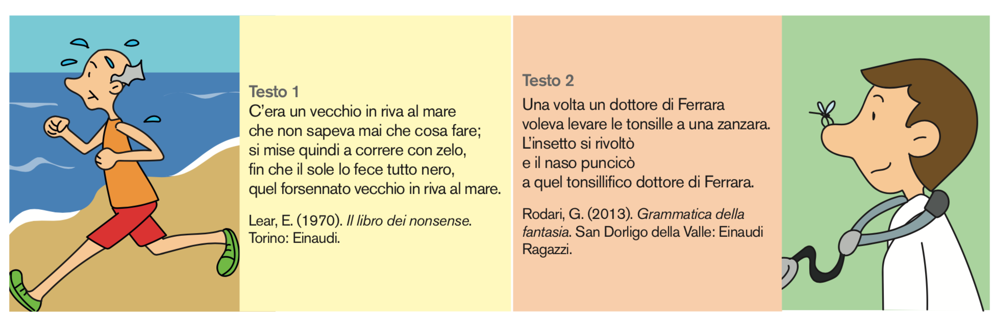 Testo 1
C’era un vecchio in riva al mare
che non sapeva mai che cosa fare;
si mise quindi a correre con zelo,
fin che il sole lo fece tutto nero,
quel forsennato vecchio in riva al mare.
Lear, E. (1970). Il libro dei nonsense.
Torino: Einaudi.
Testo 2
Una volta un dottore di Ferrara
voleva levare le tonsille a una zanzara.
L’insetto si rivoltò
e il naso puncicò
a quel tonsillifico dottore di Ferrara.
Rodari, G. (2013). Grammatica della
fantasia. San Dorligo della Valle: Einaudi
Ragazzi.